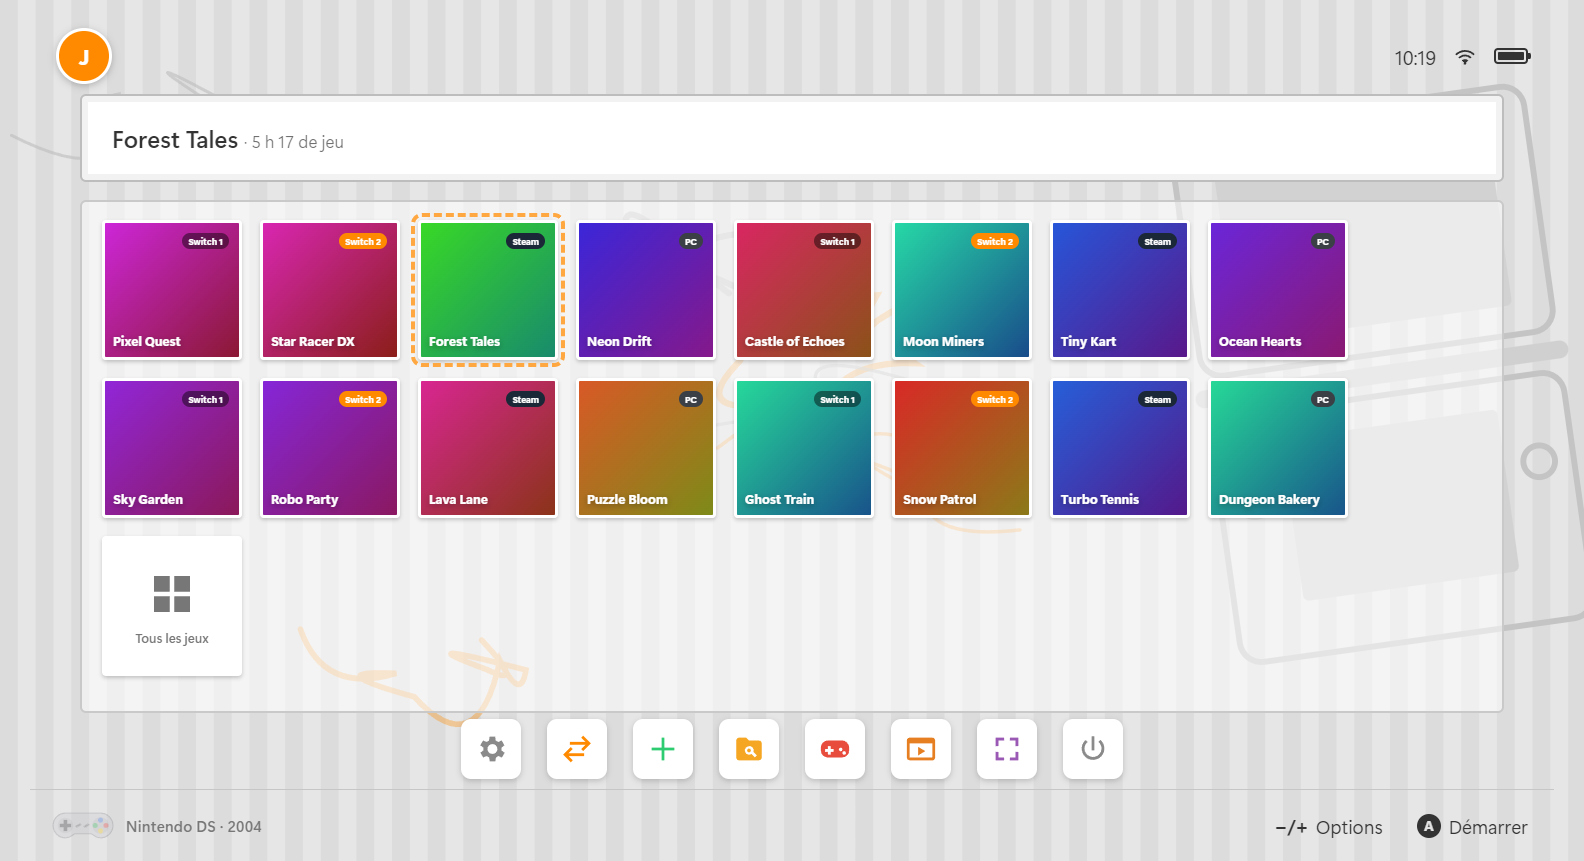 J
10:19
Forest Tales · 5 h 17 de jeu
Switch 1
Switch 2
Steam
PC
Switch 1
Switch 2
Steam
PC
Pixel Quest
Star Racer DX
Forest Tales
Neon Drift
Castle of Echoes
Moon Miners
Tiny Kart
Ocean Hearts
Switch 1
Switch 2
Steam
PC
Switch 1
Switch 2
Steam
PC
Sky Garden
Robo Party
Lava Lane
Puzzle Bloom
Ghost Train
Snow Patrol
Turbo Tennis
Dungeon Bakery
Tous les jeux
Nintendo DS · 2004
−/+ Options
A Démarrer